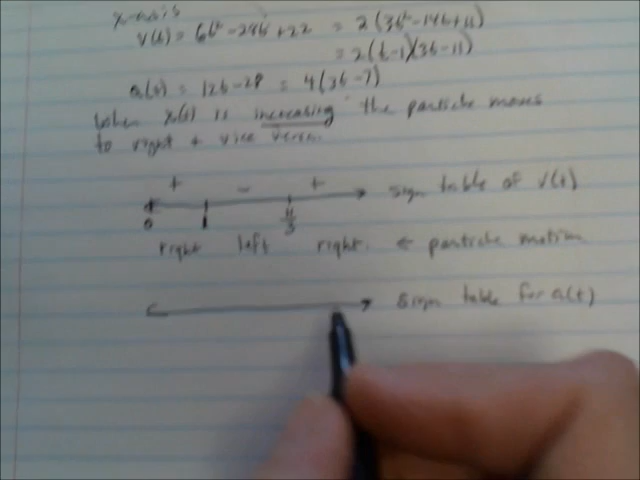 x-axis
v(t) = 6t² - 28t + 22 = 2(3t² - 14t + 11)
= 2(t-1)(3t-11)
a(t) = 12t - 28 = 4(3t - 7)
When x(t) is increasing the particle moves
to right + vice versa.
+ - + sign table of v(t)
0 1 11/3
right left right ← particle motion
sign table for a(t)